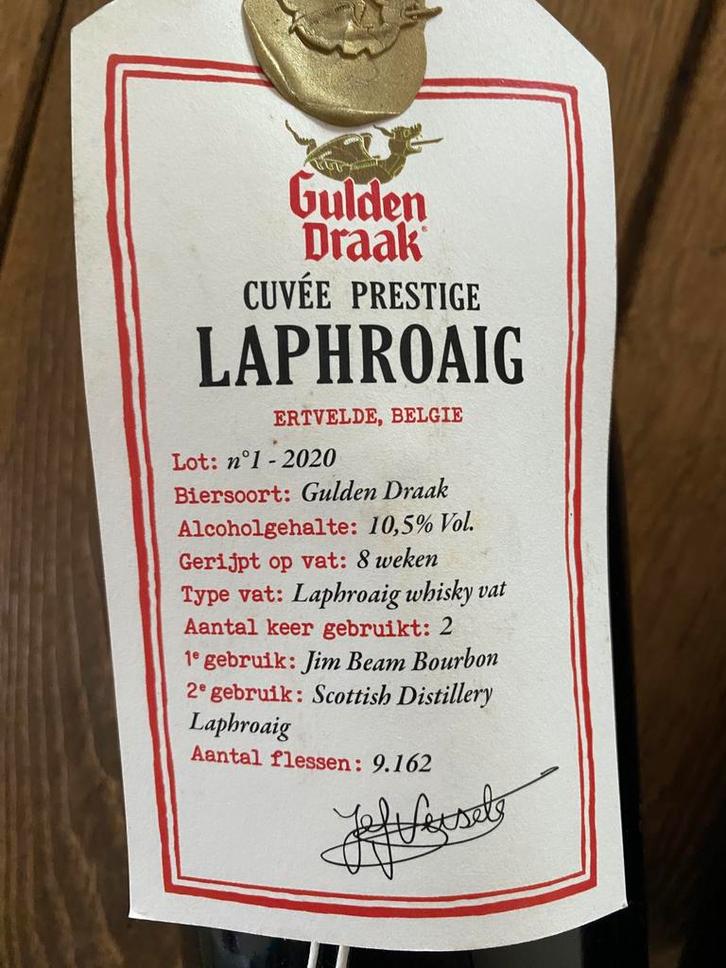 Gulden
Draak®
CUVÉE PRESTIGE
LAPHROAIG
ERTVELDE, BELGIE
Lot: n°1 - 2020
Biersoort: Gulden Draak
Alcoholgehalte: 10,5% Vol.
Gerijpt op vat: 8 weken
Type vat: Laphroaig whisky vat
Aantal keer gebruikt: 2
1e gebruik: Jim Beam Bourbon
2e gebruik: Scottish Distillery
Laphroaig
Aantal flessen: 9.162
Jef Versele